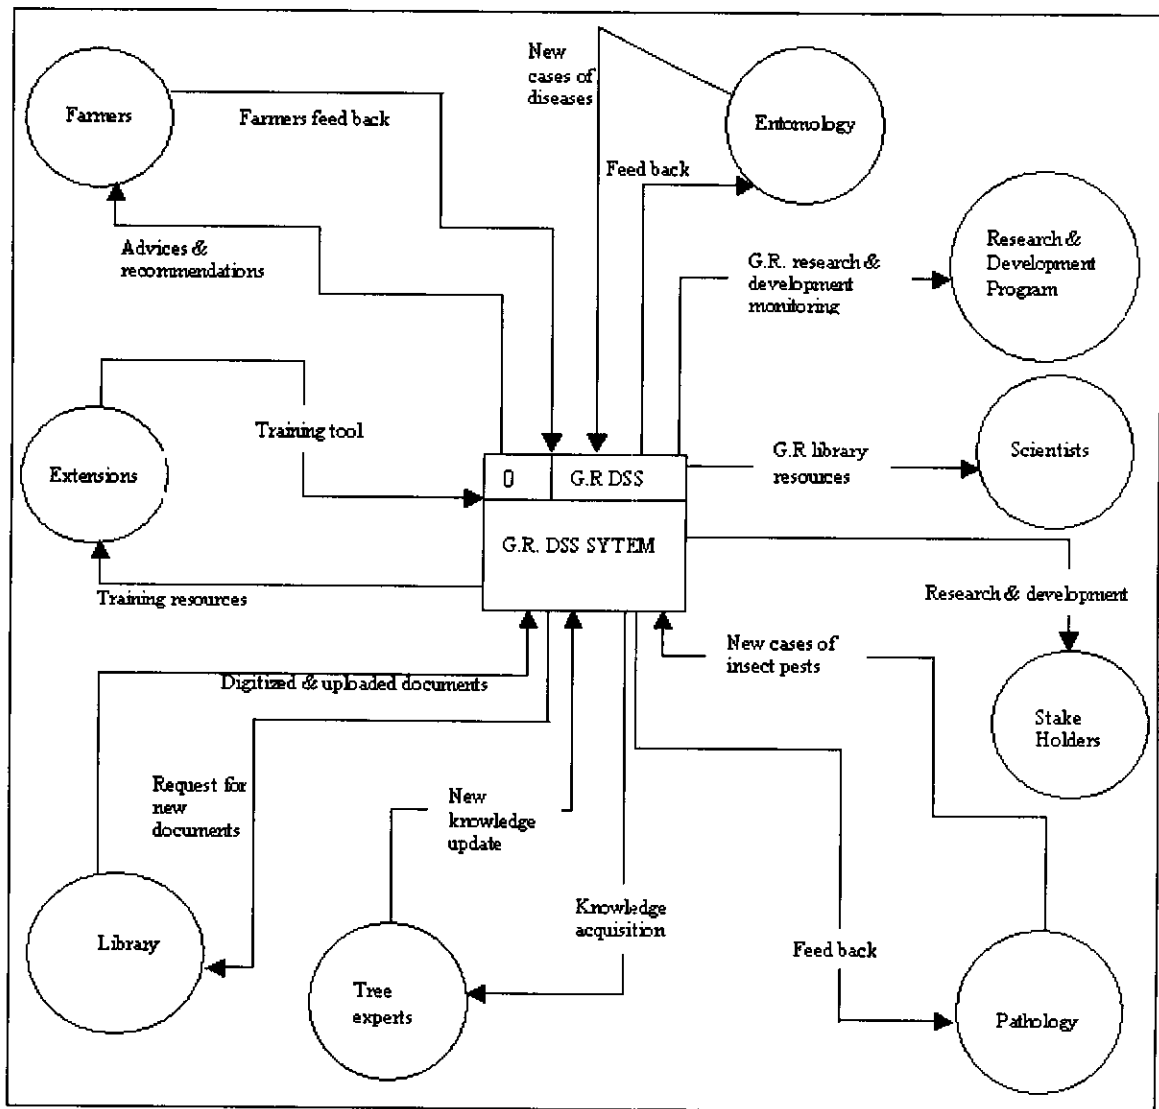 New
cases of
diseases
Farmers
Farmers feed back
Entomology
Feed back
Advices &
recommendations
G.R. research &
development
monitoring
Research &
Development
Program
Training tool
Extensions
0
G.R DSS
G.R library
resources
Scientists
G.R. DSS SYTEM
Training resources
Research & development
New cases of
insect pests
Digitized & uploaded documents
Stake
Holders
Request for
new
documents
New
knowledge
update
Knowledge
acquisition
Library
Feed back
Tree
experts
Pathology